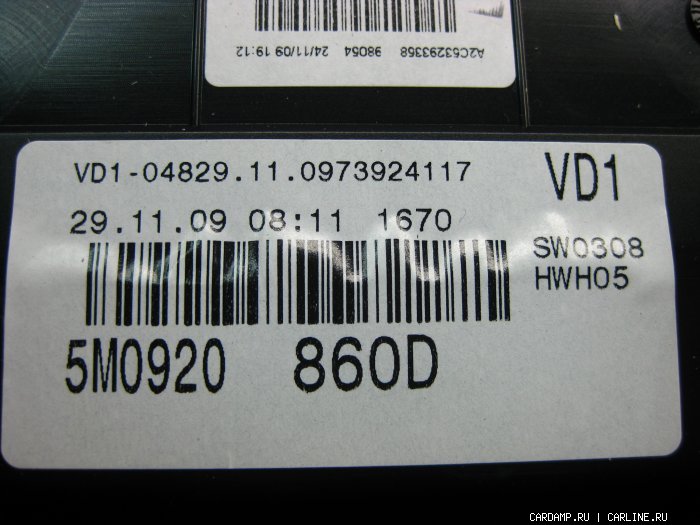 A2C53293358 98054 24/11/09 19:12
VD1-04829.11.0973924117
VD1
29.11.09 08:11 1670
SW0308
HWH05
5M0920 860D
CARDAMP.RU | CARLINE.RU